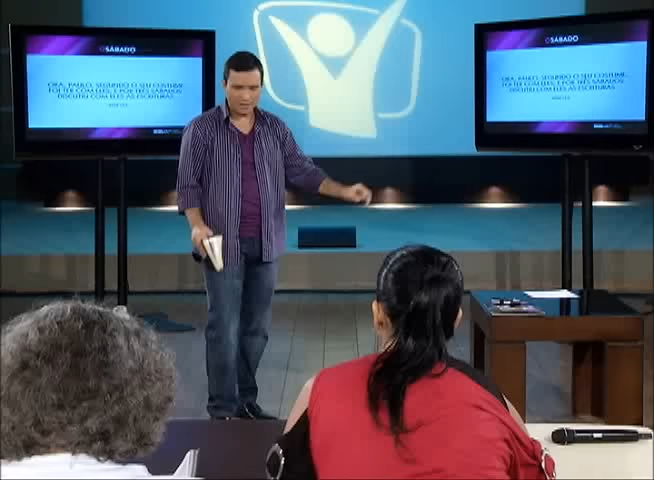 O SÁBADO
ORA, PAULO, SEGUNDO O SEU COSTUME,
FOI TER COM ELES; E POR TRÊS SÁBADOS
DISCUTIU COM ELES AS ESCRITURAS
O SÁBADO
ORA, PAULO, SEGUNDO O SEU COSTUME,
FOI TER COM ELES; E POR TRÊS SÁBADOS
DISCUTIU COM ELES AS ESCRITURAS